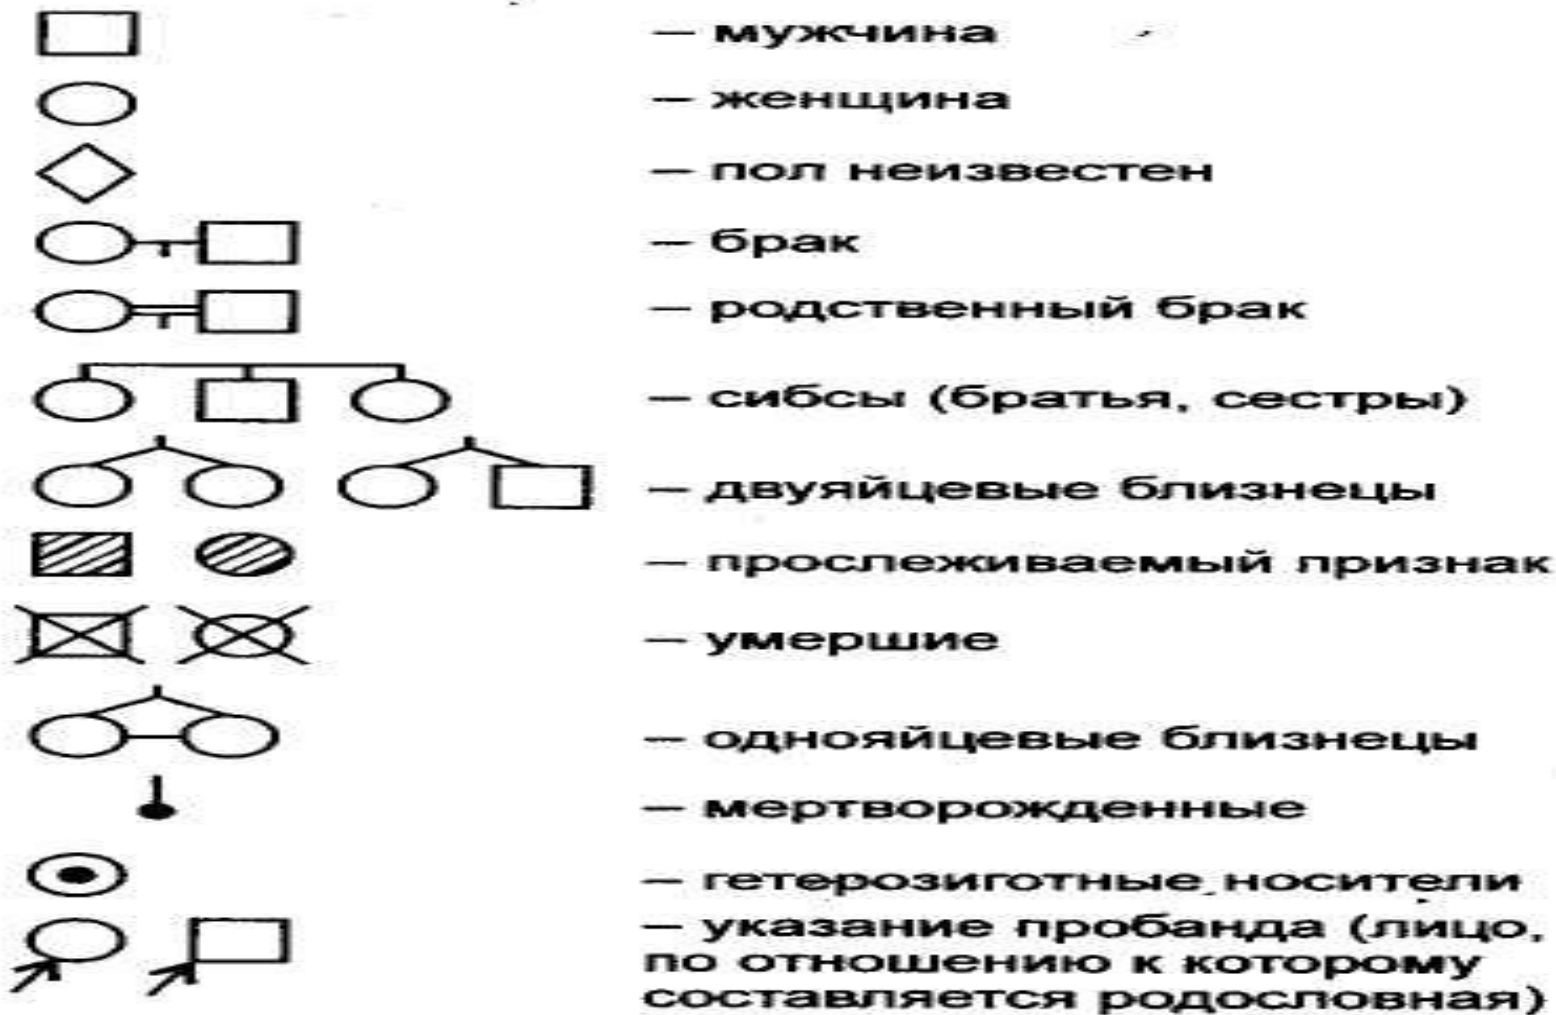 – мужчина
– женщина
– пол неизвестен
– брак
– родственный брак
– сибсы (братья, сестры)
– двуяйцевые близнецы
– прослеживаемый признак
– умершие
– однояйцевые близнецы
– мертворожденные
– гетерозиготные носители
– указание пробанда (лицо,
по отношению к которому
составляется родословная)